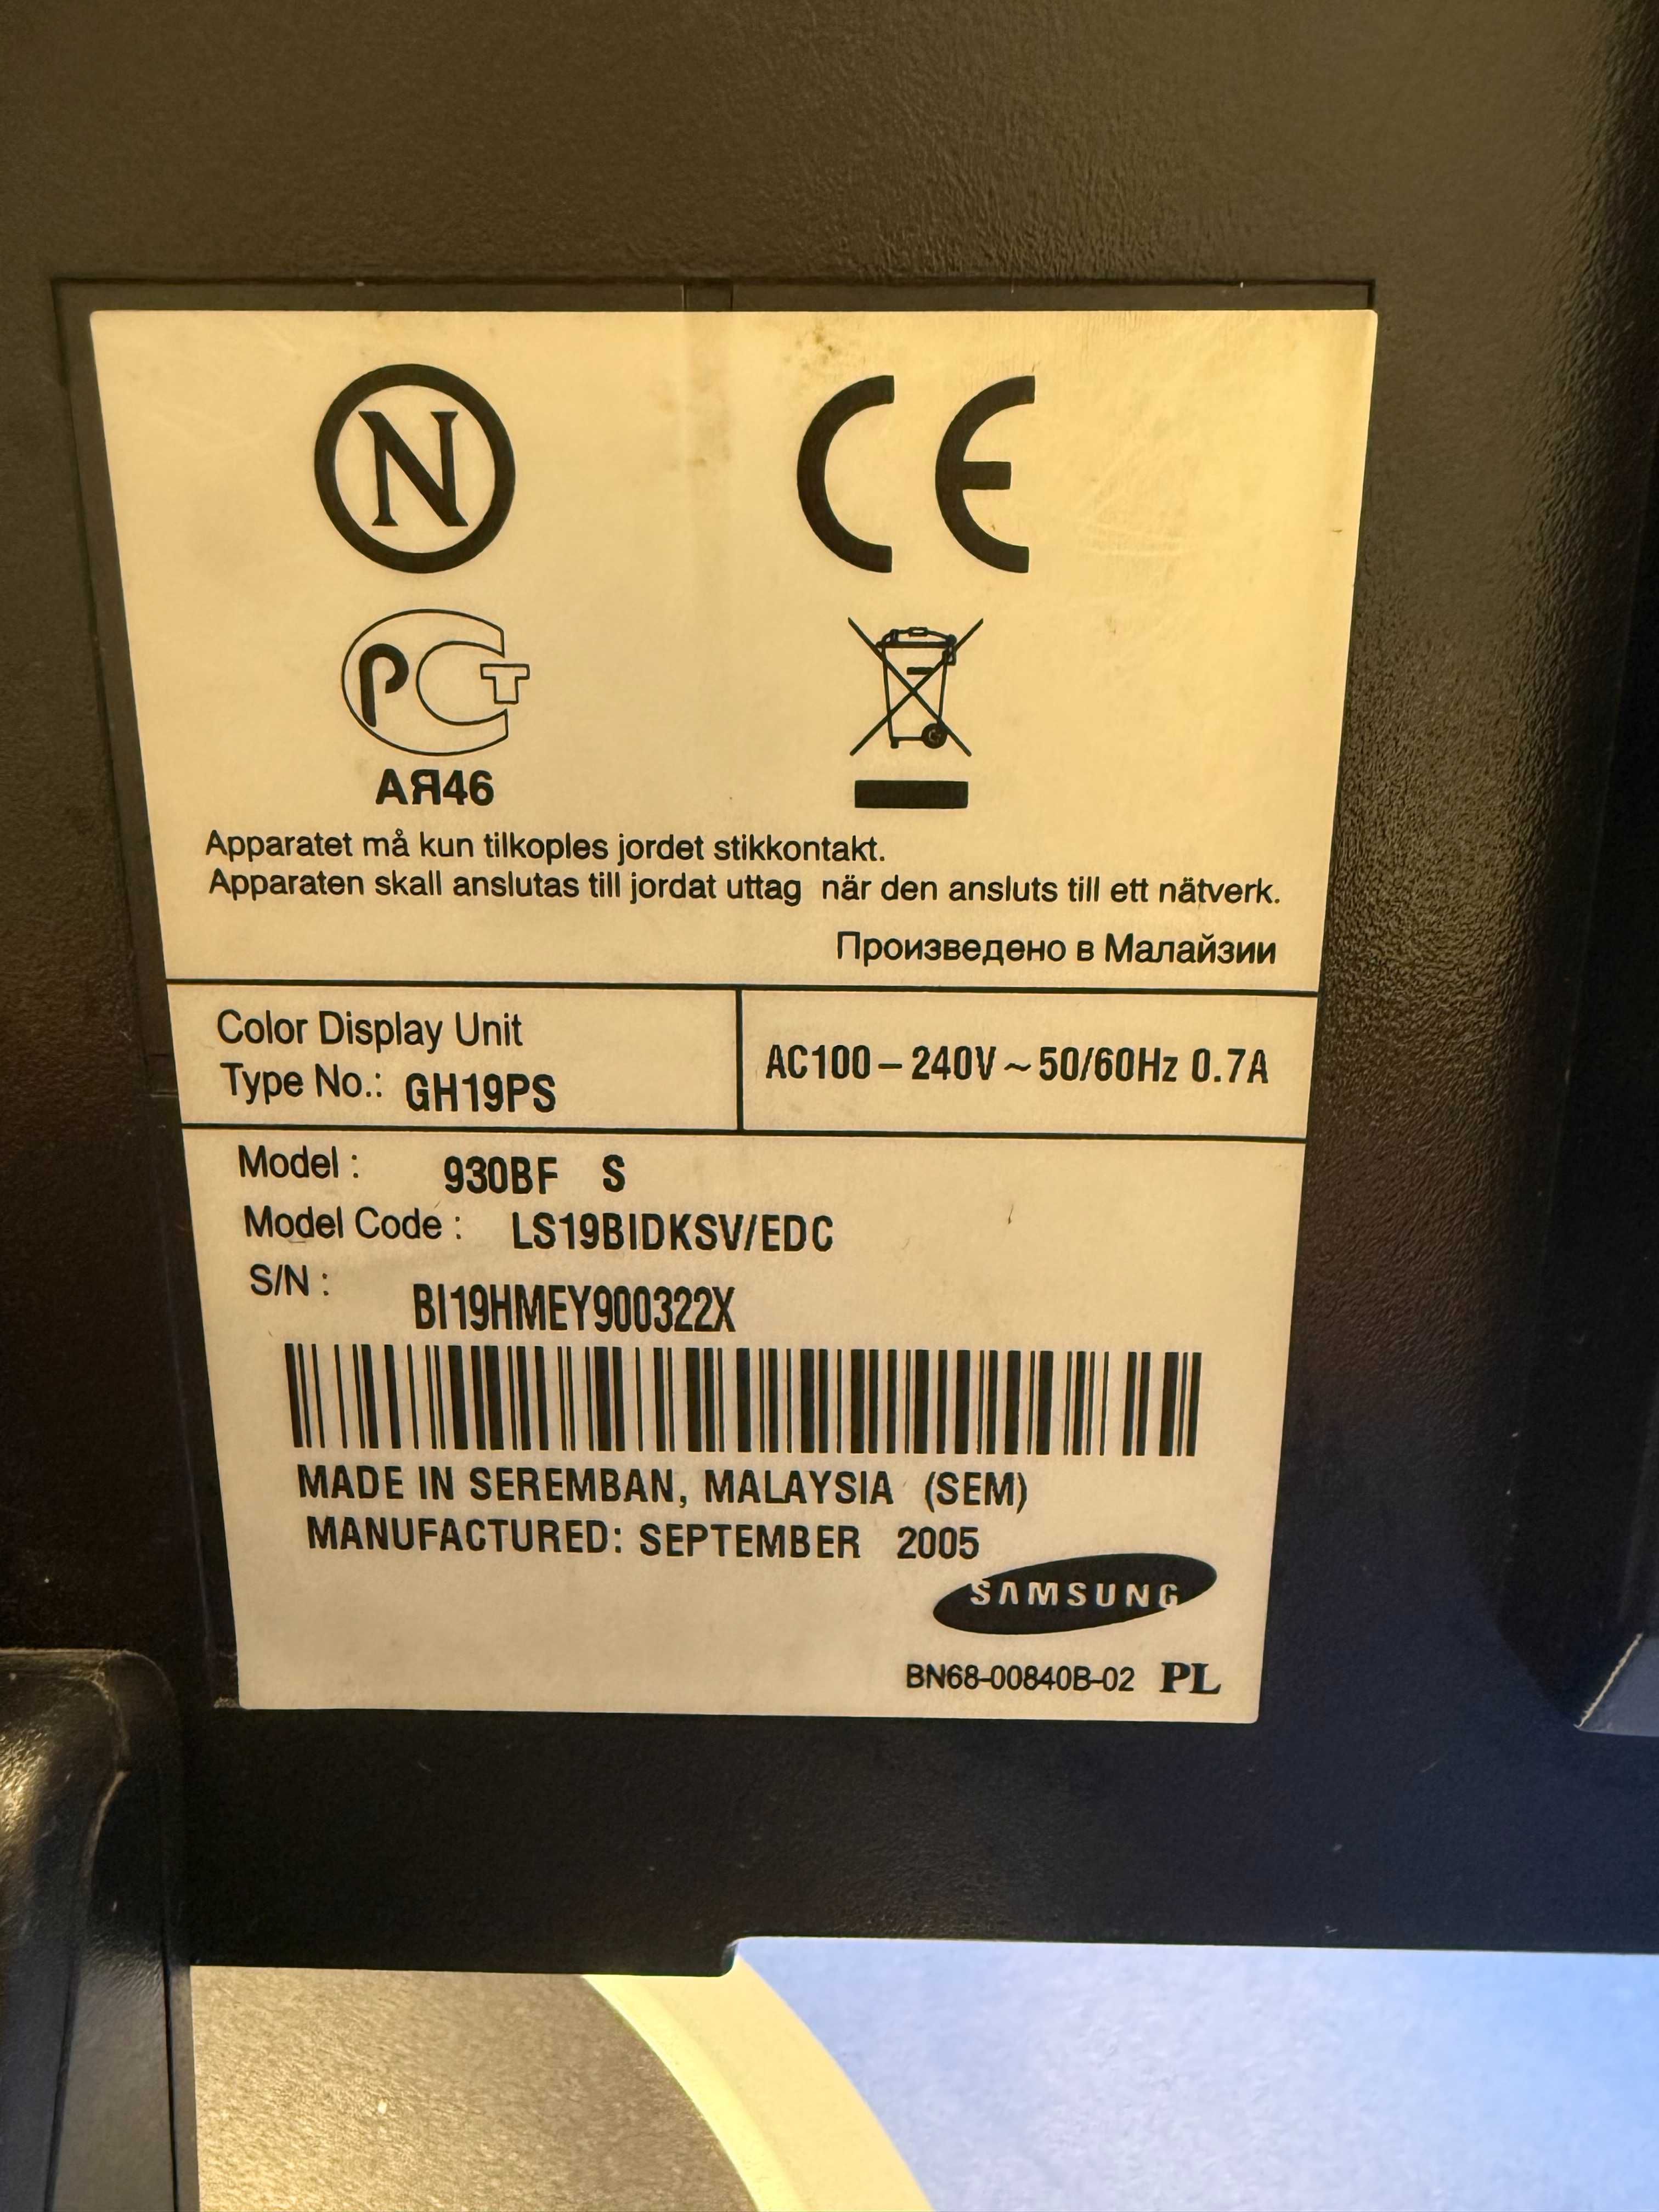 N
CE
РСТ
АЯ46
Apparatet må kun tilkoples jordet stikkontakt.
Apparaten skall anslutas till jordat uttag när den ansluts till ett nätverk.
Произведено в Малайзии
Color Display Unit
Type No.: GH19PS
AC100–240V~50/60Hz 0.7A
Model : 930BF S
Model Code : LS19BIDKSV/EDC
S/N : BI19HMEY900322X
MADE IN SEREMBAN, MALAYSIA (SEM)
MANUFACTURED: SEPTEMBER 2005
SAMSUNG
BN68-00840B-02 PL